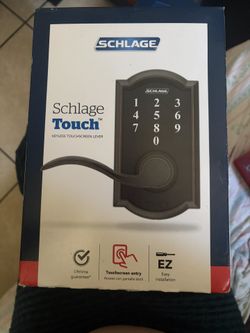 SCHLAGE
Schlage
Touch™
KEYLESS TOUCHSCREEN LEVER
SCHLAGE
1 2 3
4 5 6
7 8 9
0
Lifetime
guarantee*
Touchscreen entry
EZ
Easy
installation